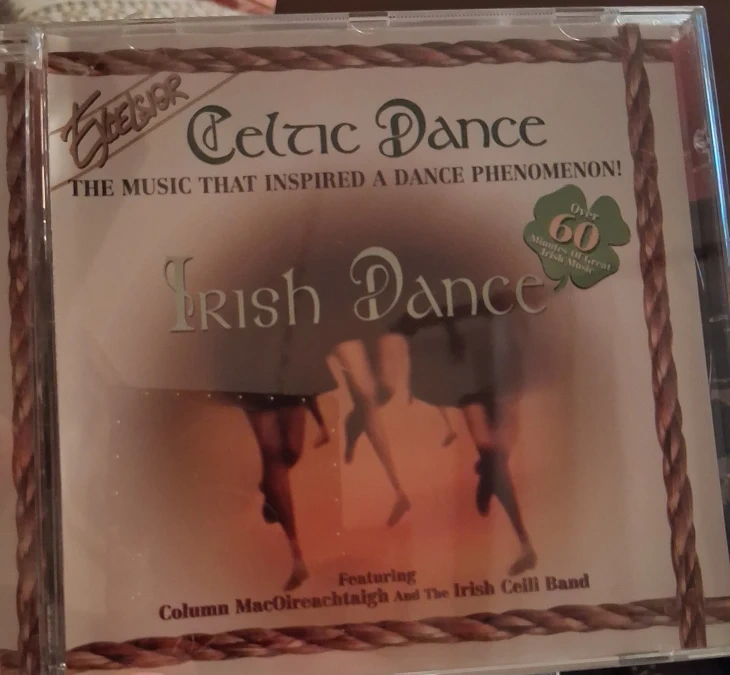 EXCELSIOR
Celtic Dance
THE MUSIC THAT INSPIRED A DANCE PHENOMENON!
Over
60
Minutes Of Great
Irish Music
Irish Dance
Featuring
Column MacOireachtaigh And The Irish Ceili Band